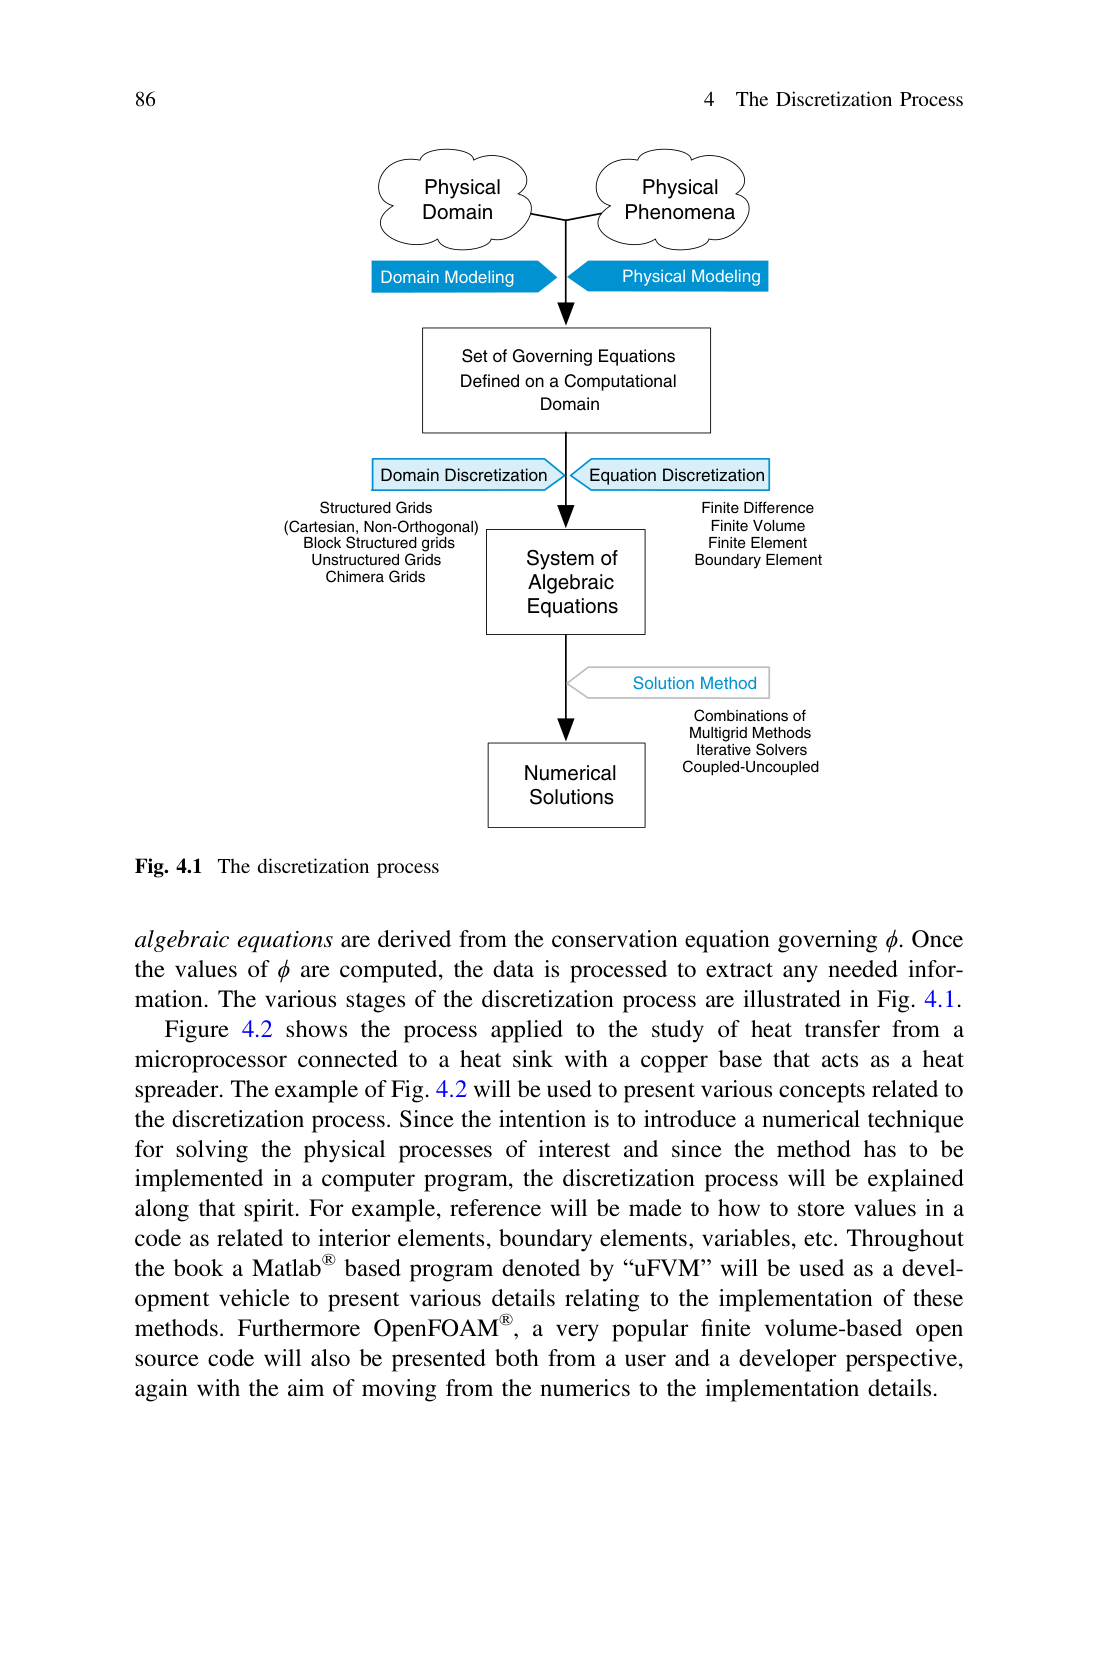 86
4 The Discretization Process
Physical
Domain
Physical
Phenomena
Domain Modeling
Physical Modeling
Set of Governing Equations
Defined on a Computational
Domain
Domain Discretization
Equation Discretization
Structured Grids
(Cartesian, Non-Orthogonal)
Block Structured grids
Unstructured Grids
Chimera Grids
Finite Difference
Finite Volume
Finite Element
Boundary Element
System of
Algebraic
Equations
Solution Method
Combinations of
Multigrid Methods
Iterative Solvers
Coupled-Uncoupled
Numerical
Solutions
Fig. 4.1 The discretization process
algebraic equations are derived from the conservation equation governing ϕ. Once
the values of ϕ are computed, the data is processed to extract any needed infor-
mation. The various stages of the discretization process are illustrated in Fig. 4.1.
Figure 4.2 shows the process applied to the study of heat transfer from a
microprocessor connected to a heat sink with a copper base that acts as a heat
spreader. The example of Fig. 4.2 will be used to present various concepts related to
the discretization process. Since the intention is to introduce a numerical technique
for solving the physical processes of interest and since the method has to be
implemented in a computer program, the discretization process will be explained
along that spirit. For example, reference will be made to how to store values in a
code as related to interior elements, boundary elements, variables, etc. Throughout
the book a Matlab® based program denoted by “uFVM” will be used as a devel-
opment vehicle to present various details relating to the implementation of these
methods. Furthermore OpenFOAM®, a very popular finite volume-based open
source code will also be presented both from a user and a developer perspective,
again with the aim of moving from the numerics to the implementation details.